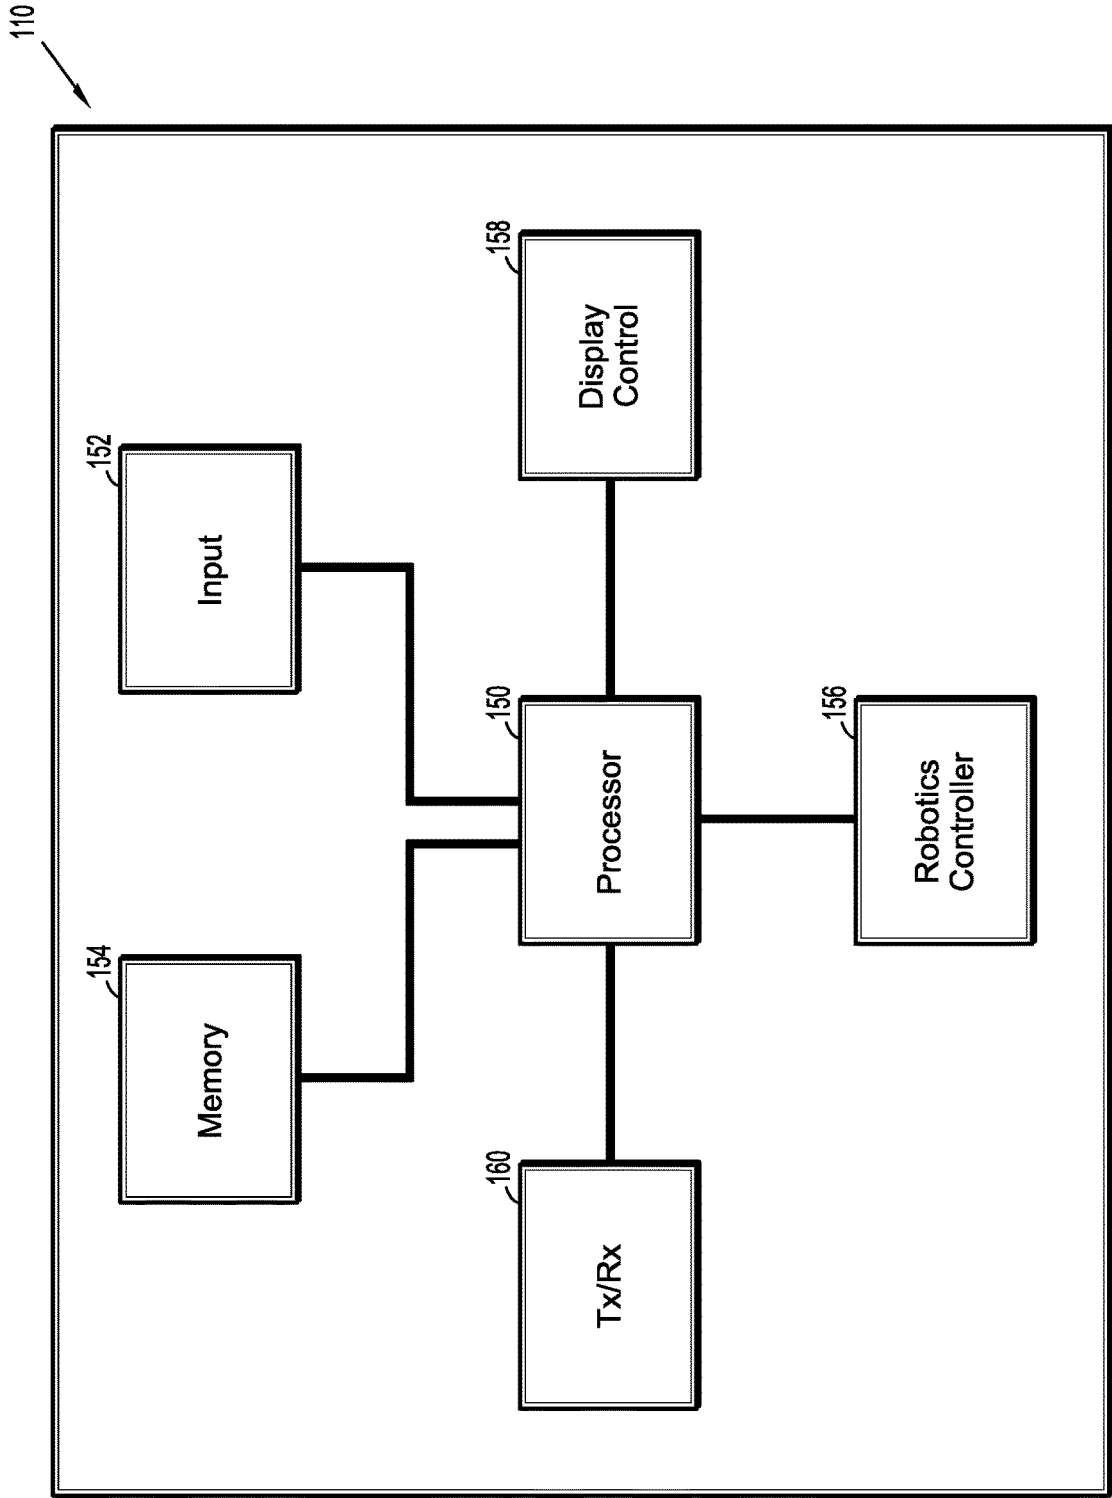 110
154
Memory
152
Input
160
Tx/Rx
150
Processor
158
Display
Control
156
Robotics
Controller